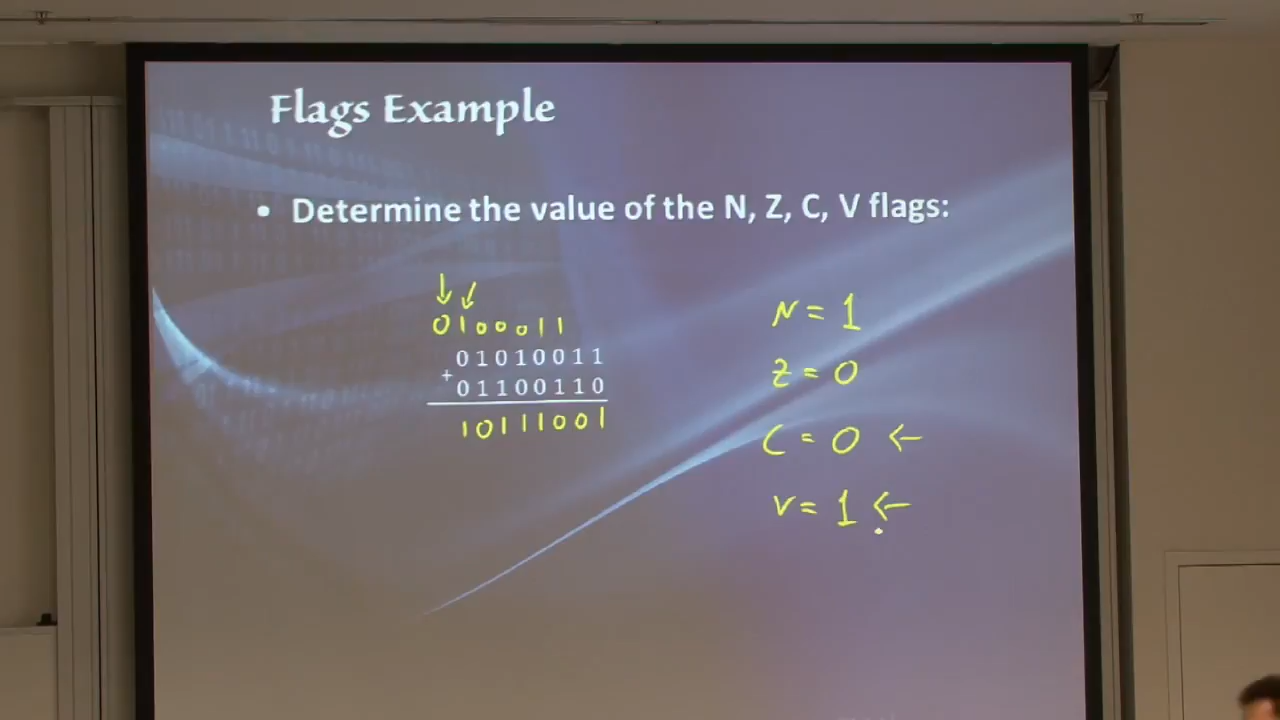 Flags Example
• Determine the value of the N, Z, C, V flags:
↓ ↙
0100011
01010011
+
01100110
10111001
N = 1
Z = 0
C = 0 ←
V = 1 ←